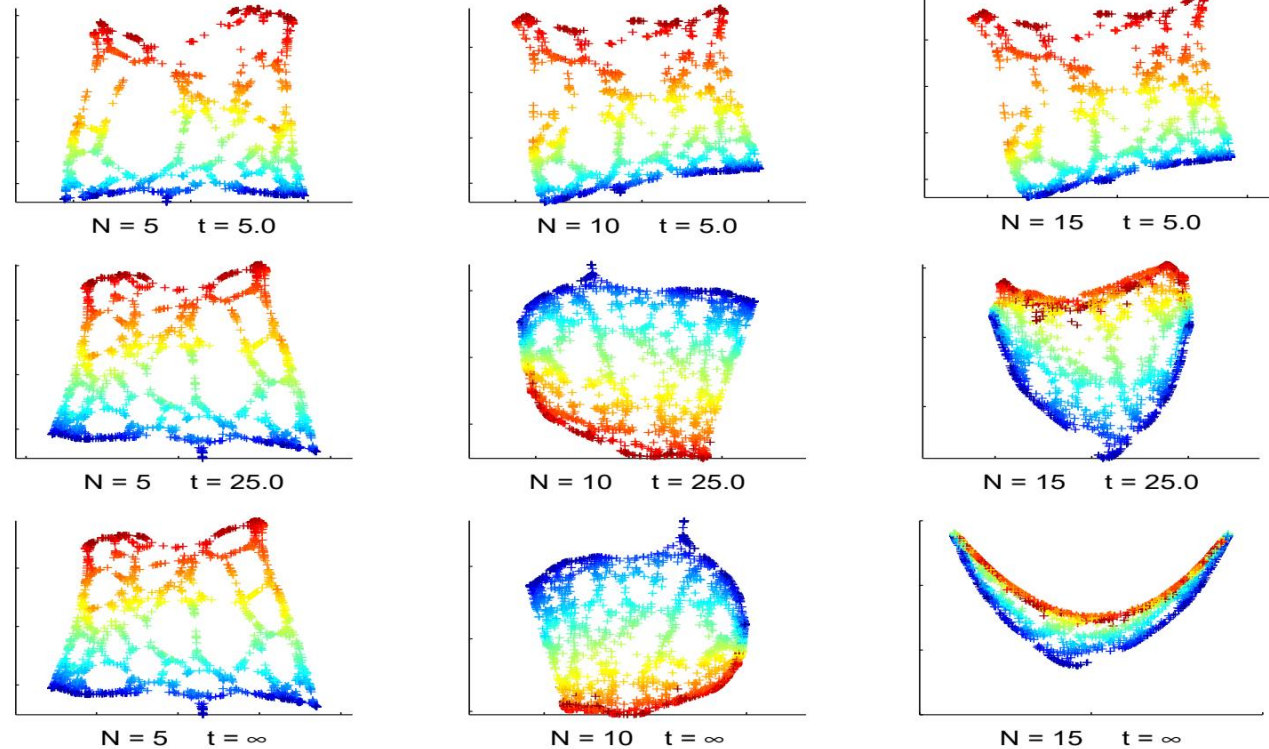 N = 5 t = 5.0
N = 10 t = 5.0
N = 15 t = 5.0
N = 5 t = 25.0
N = 10 t = 25.0
N = 15 t = 25.0
N = 5 t = ∞
N = 10 t = ∞
N = 15 t = ∞